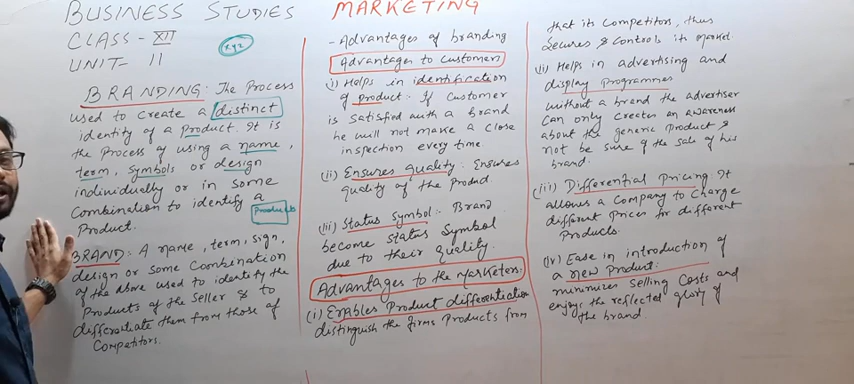 BUSINESS STUDIES
MARKETING
CLASS - XII
UNIT- 11
xyz
BRANDING: The Process
used to create a distinct
identity of a Product. It is
the Process of using a name,
term, Symbols or design
individually or in some
Combination to identify a
Product.
Products
BRAND: A name, term, sign,
design or some Combination
of the above used to identify the
Products of the Seller & to
differentiate them from those of
Competitors.
- Advantages of branding
Advantages to Customers
(i) Helps in identification
of product: If Customer
is satisfied with a brand
he will not make a close
inspection every time
(ii) Ensures quality. Ensures
quality of the Product.
(iii) Status Symbol: Brand
become Status Symbol
due to their quality.
Advantages to the marketers:
(i) Enables Product differentiation
distinguish the firms Products from
that its Competitors, thus
Secures & Controls its market
(ii) Helps in advertising and
display Programmes
without a brand the advertiser
Can only Creates an awareness
about the generic Product &
not be sure of the sale of his
brand.
(iii) Differential Pricing It
allows a Company to Charge
different Prices for different
Products.
(iv) Ease in introduction of
a new Product:
minimizes Selling Costs and
enjoys the reflected glory of
the brand.